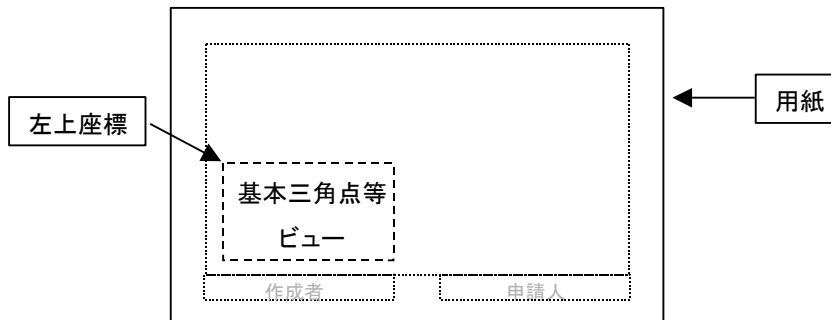 用紙
左上座標
基本三角点等
ビュー
作成者
申請人